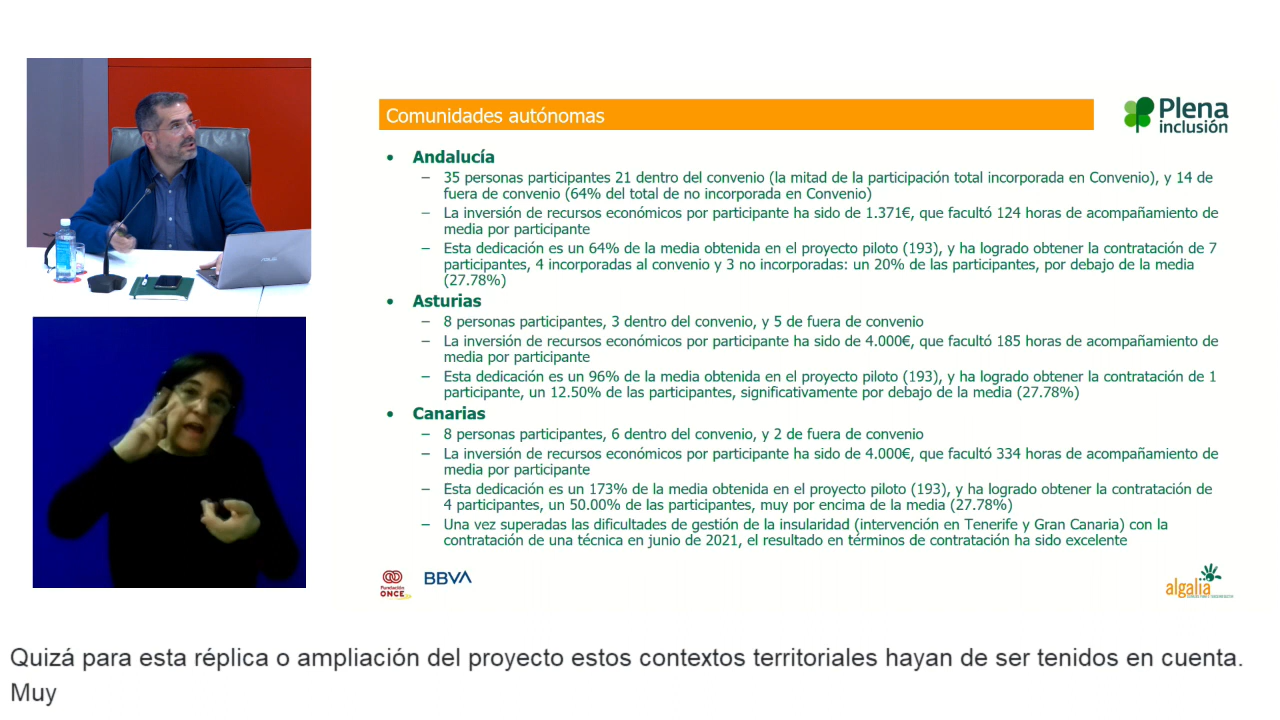 Comunidades autónomas
Plena
inclusión
• Andalucía
– 35 personas participantes 21 dentro del convenio (la mitad de la participación total incorporada en Convenio), y 14 de
fuera de convenio (64% del total de no incorporada en Convenio)
– La inversión de recursos económicos por participante ha sido de 1.371€, que facultó 124 horas de acompañamiento de
media por participante
– Esta dedicación es un 64% de la media obtenida en el proyecto piloto (193), y ha logrado obtener la contratación de 7
participantes, 4 incorporadas al convenio y 3 no incorporadas: un 20% de las participantes, por debajo de la media
(27.78%)
• Asturias
– 8 personas participantes, 3 dentro del convenio, y 5 de fuera de convenio
– La inversión de recursos económicos por participante ha sido de 4.000€, que facultó 185 horas de acompañamiento de
media por participante
– Esta dedicación es un 96% de la media obtenida en el proyecto piloto (193), y ha logrado obtener la contratación de 1
participante, un 12.50% de las participantes, significativamente por debajo de la media (27.78%)
• Canarias
– 8 personas participantes, 6 dentro del convenio, y 2 de fuera de convenio
– La inversión de recursos económicos por participante ha sido de 4.000€, que facultó 334 horas de acompañamiento de
media por participante
– Esta dedicación es un 173% de la media obtenida en el proyecto piloto (193), y ha logrado obtener la contratación de
4 participantes, un 50.00% de las participantes, muy por encima de la media (27.78%)
– Una vez superadas las dificultades de gestión de la insularidad (intervención en Tenerife y Gran Canaria) con la
contratación de una técnica en junio de 2021, el resultado en términos de contratación ha sido excelente
Fundación
ONCE
BBVA
algalia
Quizá para esta réplica o ampliación del proyecto estos contextos territoriales hayan de ser tenidos en cuenta.
Muy